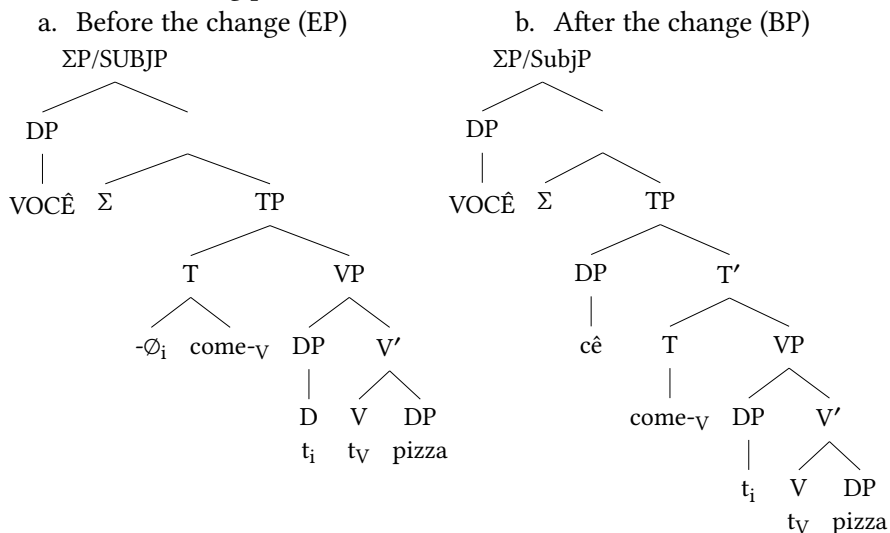 a. Before the change (EP) b. After the change (BP)
ΣP/SUBJP ΣP/SubjP
DP DP
VOCÊ Σ TP VOCÊ Σ TP
T VP DP T′
-∅i come-V DP V′ cê T VP
D V DP come-V DP V′
ti tV pizza ti V DP
tV pizza